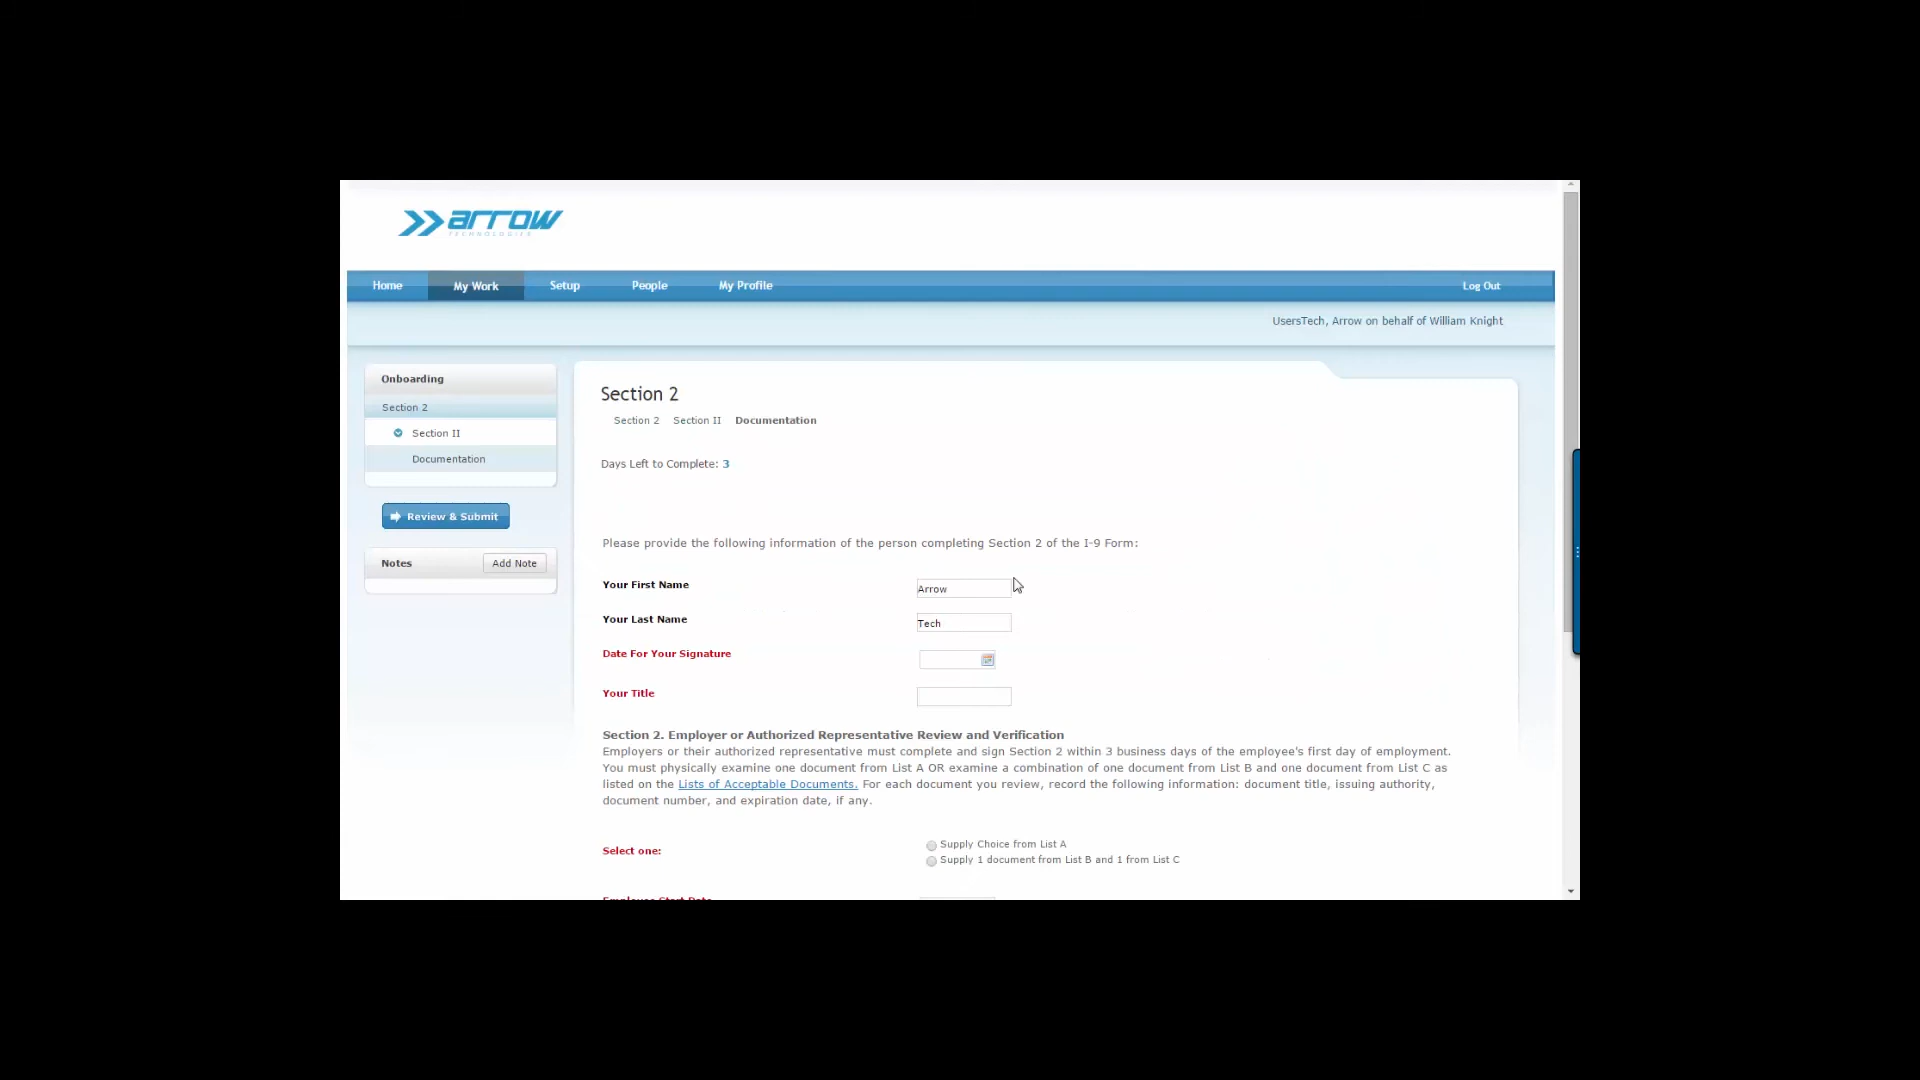 arrow
TECHNOLOGIES
Home My Work Setup People My Profile Log Out
UsersTech, Arrow on behalf of William Knight
Onboarding
Section 2
Section II
Documentation
Review & Submit
Notes Add Note
Section 2
Section 2 Section II Documentation
Days Left to Complete: 3
Please provide the following information of the person completing Section 2 of the I-9 Form:
Your First Name Arrow
Your Last Name Tech
Date For Your Signature
Your Title
Section 2. Employer or Authorized Representative Review and Verification
Employers or their authorized representative must complete and sign Section 2 within 3 business days of the employee's first day of employment.
You must physically examine one document from List A OR examine a combination of one document from List B and one document from List C as
listed on the Lists of Acceptable Documents. For each document you review, record the following information: document title, issuing authority,
document number, and expiration date, if any.
Select one:
Supply Choice from List A
Supply 1 document from List B and 1 from List C